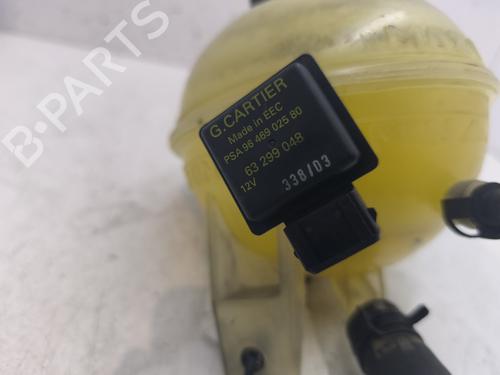 B-PARTS
G. CARTIER
Made in EEC
PSA 96 469 025 80
63 299 048
12V
338/03